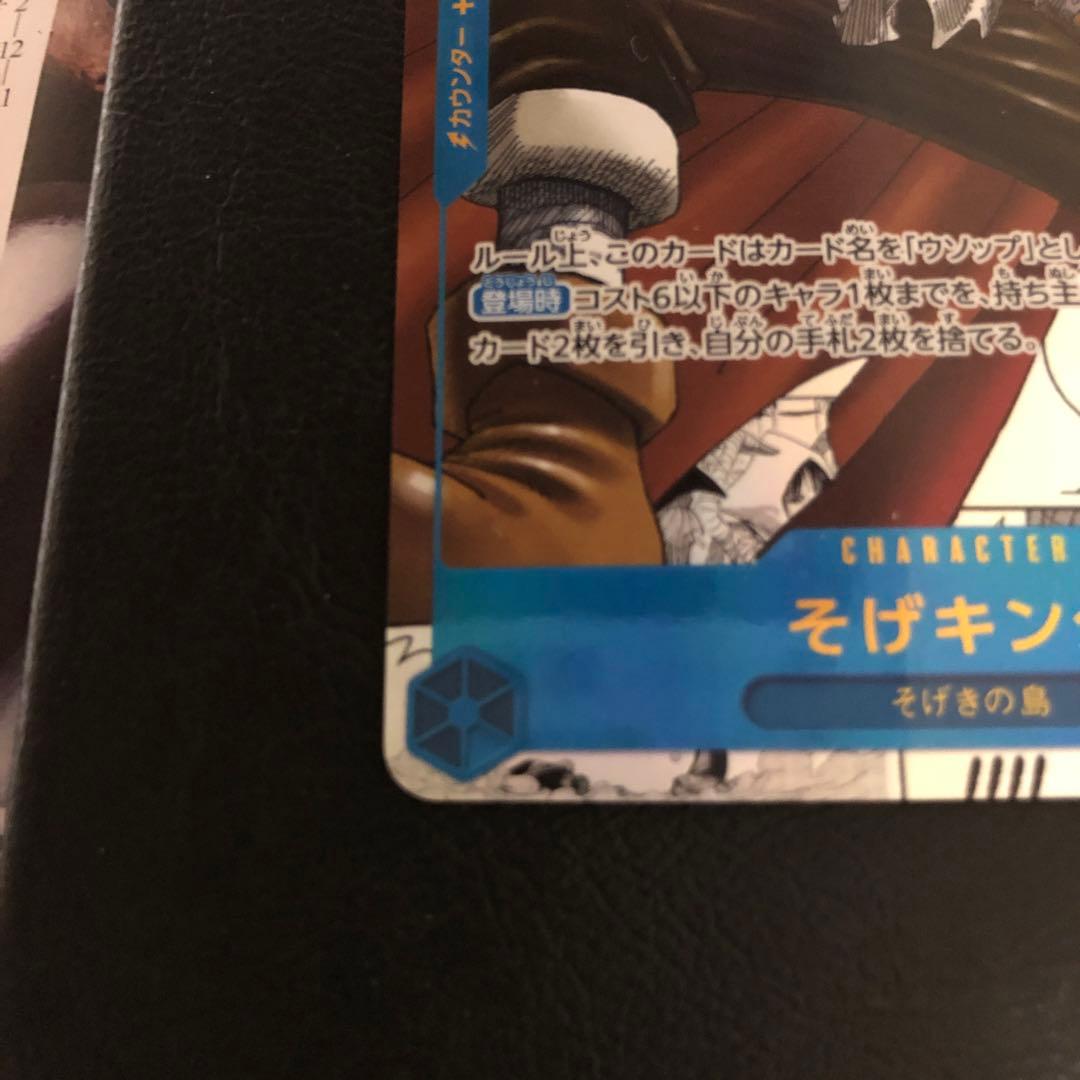 2
12
1
カウンター +
ルール上、このカードはカード名を「ウソップ」とし
登場時 コスト6以下のキャラ1枚までを、持ち主
カード2枚を引き、自分の手札2枚を捨てる。
CHARACTER
そげキン
そげきの島